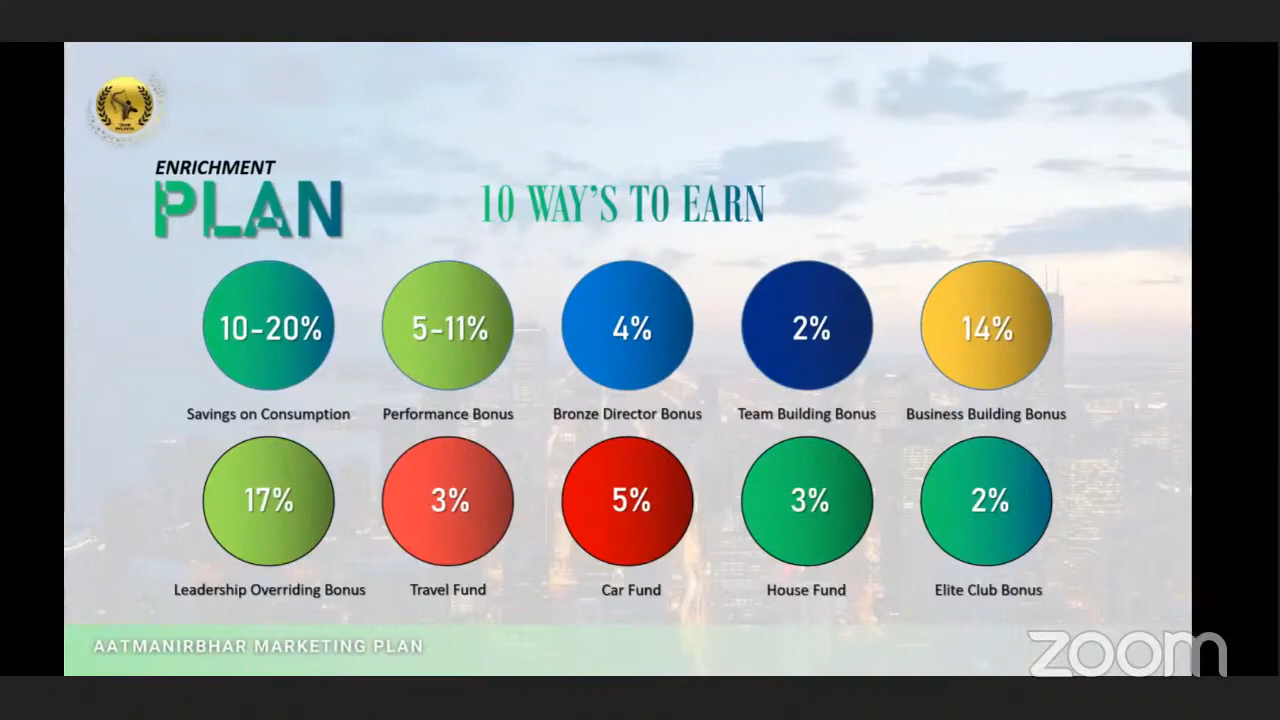 ENRICHMENT
PLAN
10 WAY'S TO EARN
10-20%
5-11%
4%
2%
14%
Savings on Consumption
Performance Bonus
Bronze Director Bonus
Team Building Bonus
Business Building Bonus
17%
3%
5%
3%
2%
Leadership Overriding Bonus
Travel Fund
Car Fund
House Fund
Elite Club Bonus
AATMANIRBHAR MARKETING PLAN
zoom